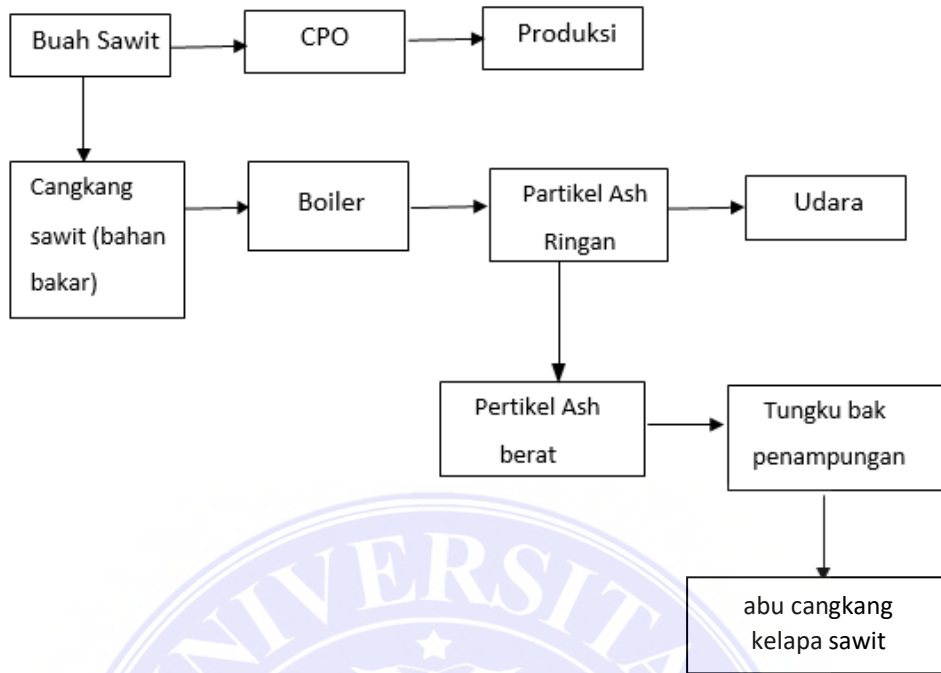 Buah Sawit
CPO
Produksi
Cangkang
sawit (bahan
bakar)
Boiler
Partikel Ash
Ringan
Udara
Pertikel Ash
berat
Tungku bak
penampungan
abu cangkang
kelapa sawit
NIVERSITA